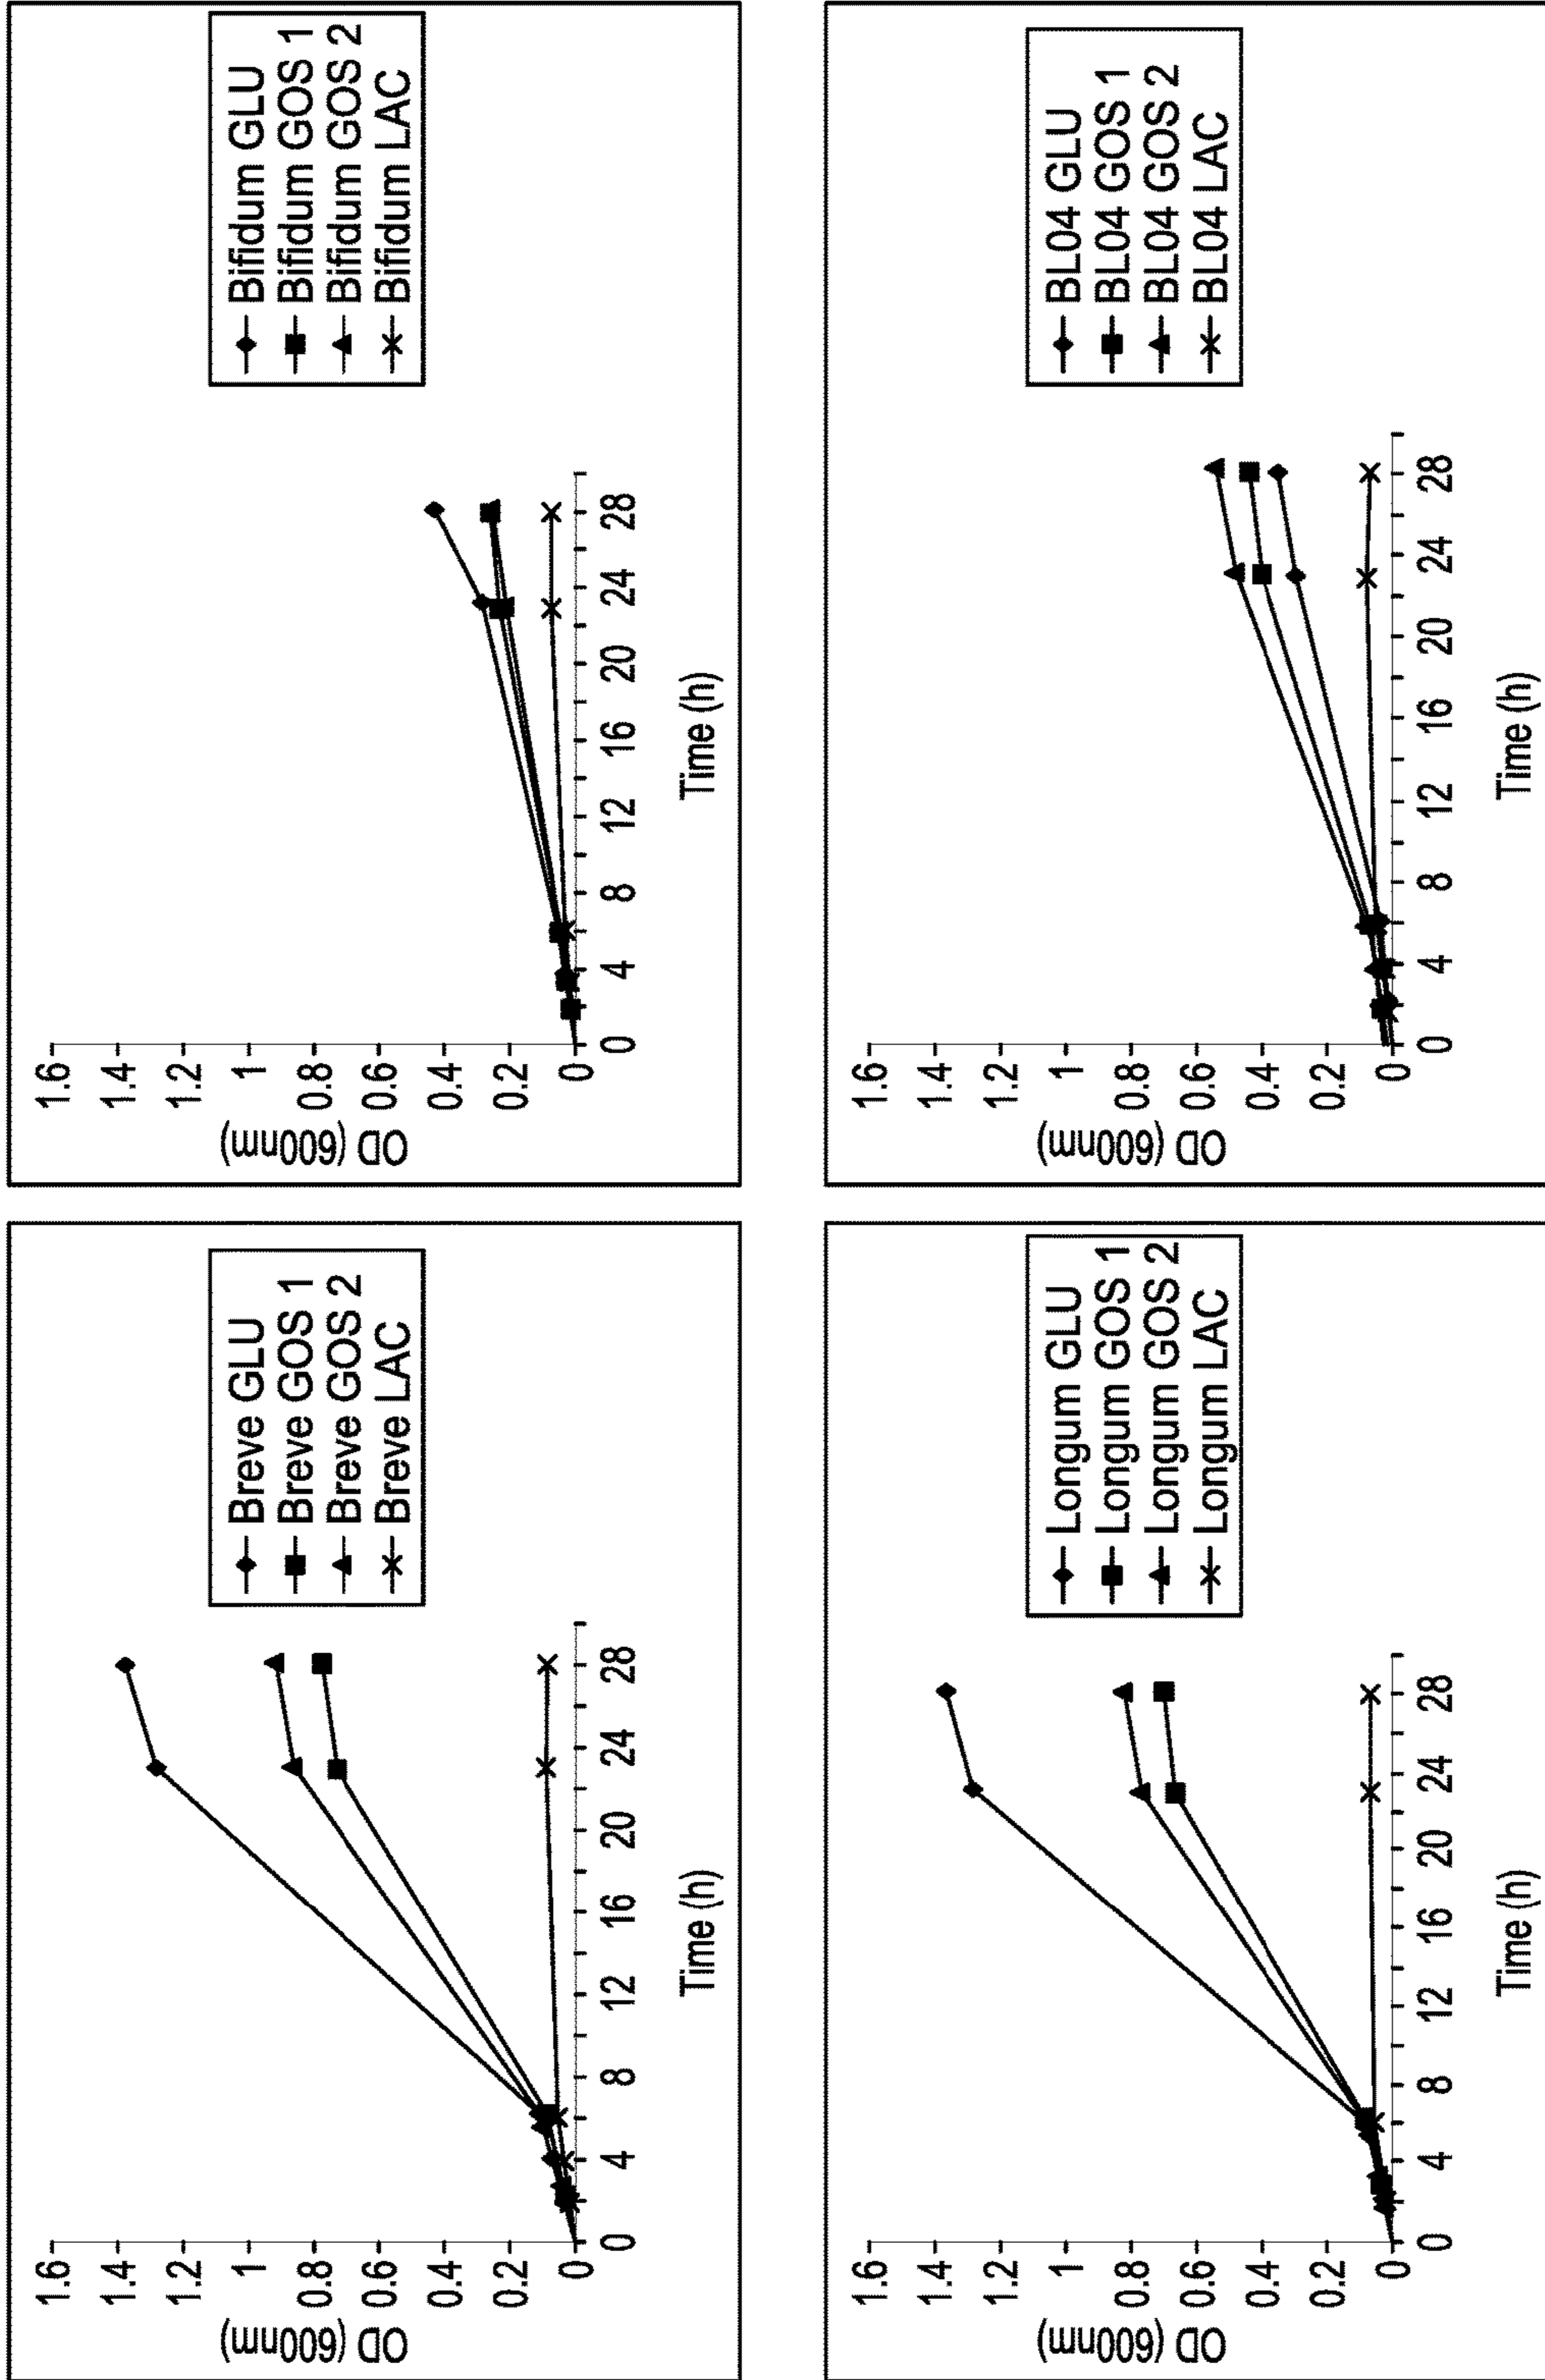 OD (600nm)
1.6
1.4
1.2
1
0.8
0.6
0.4
0.2
0
0 4 8 12 16 20 24 28
Time (h)
Breve GLU
Breve GOS 1
Breve GOS 2
Breve LAC
OD (600nm)
1.6
1.4
1.2
1
0.8
0.6
0.4
0.2
0
0 4 8 12 16 20 24 28
Time (h)
Bifidum GLU
Bifidum GOS 1
Bifidum GOS 2
Bifidum LAC
OD (600nm)
1.6
1.4
1.2
1
0.8
0.6
0.4
0.2
0
0 4 8 12 16 20 24 28
Time (h)
Longum GLU
Longum GOS 1
Longum GOS 2
Longum LAC
OD (600nm)
1.6
1.4
1.2
1
0.8
0.6
0.4
0.2
0
0 4 8 12 16 20 24 28
Time (h)
BL04 GLU
BL04 GOS 1
BL04 GOS 2
BL04 LAC